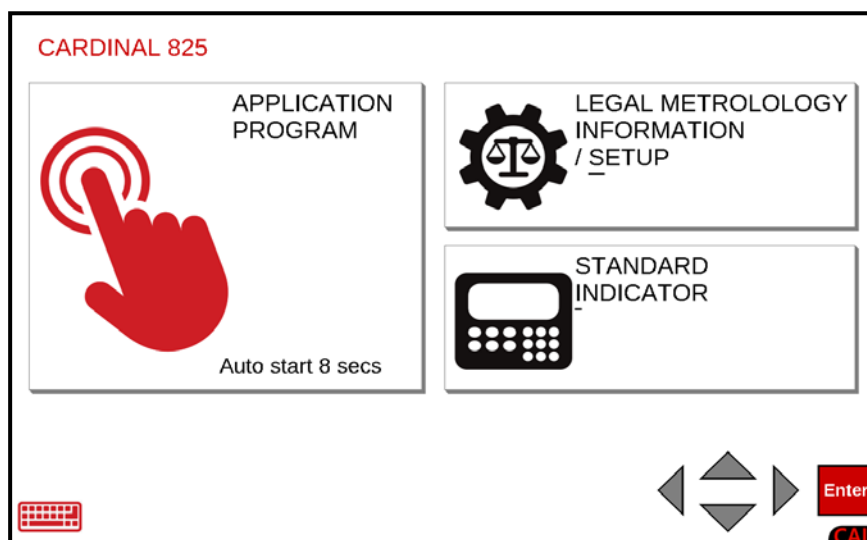 CARDINAL 825
APPLICATION
PROGRAM
Auto start 8 secs
LEGAL METROLOLOGY
INFORMATION
/ SETUP
STANDARD
INDICATOR
Enter